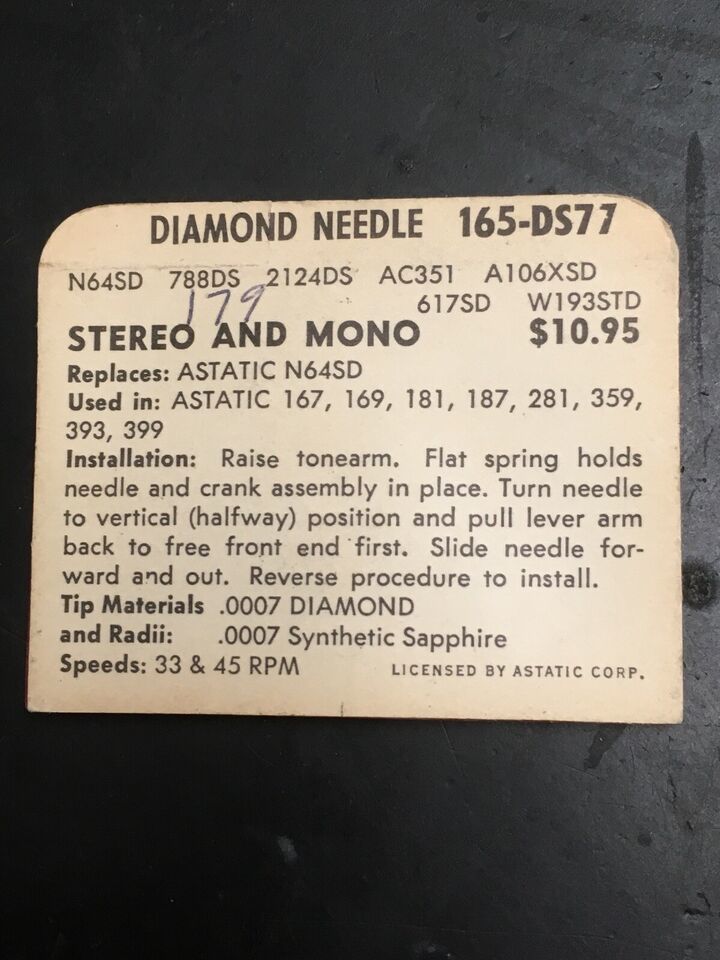 DIAMOND NEEDLE 165-DS77
N64SD 788DS 2124DS AC351 A106XSD
179 617SD W193STD
STEREO AND MONO $10.95
Replaces: ASTATIC N64SD
Used in: ASTATIC 167, 169, 181, 187, 281, 359,
393, 399
Installation: Raise tonearm. Flat spring holds
needle and crank assembly in place. Turn needle
to vertical (halfway) position and pull lever arm
back to free front end first. Slide needle for-
ward and out. Reverse procedure to install.
Tip Materials .0007 DIAMOND
and Radii: .0007 Synthetic Sapphire
Speeds: 33 & 45 RPM LICENSED BY ASTATIC CORP.